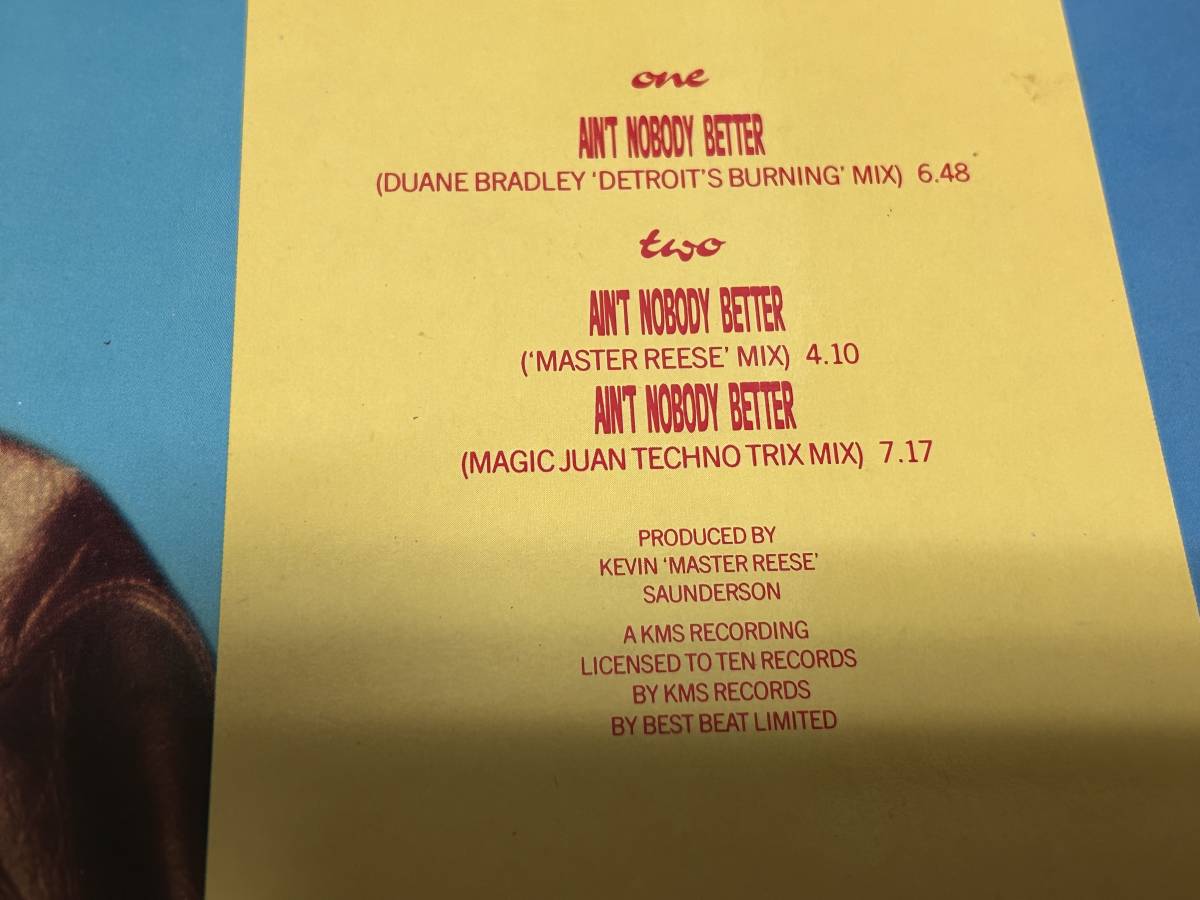 one
AIN'T NOBODY BETTER
(DUANE BRADLEY ‘DETROIT’S BURNING’ MIX) 6.48
two
AIN'T NOBODY BETTER
(‘MASTER REESE’ MIX) 4.10
AIN'T NOBODY BETTER
(MAGIC JUAN TECHNO TRIX MIX) 7.17
PRODUCED BY
KEVIN ‘MASTER REESE’
SAUNDERSON
A KMS RECORDING
LICENSED TO TEN RECORDS
BY KMS RECORDS
BY BEST BEAT LIMITED